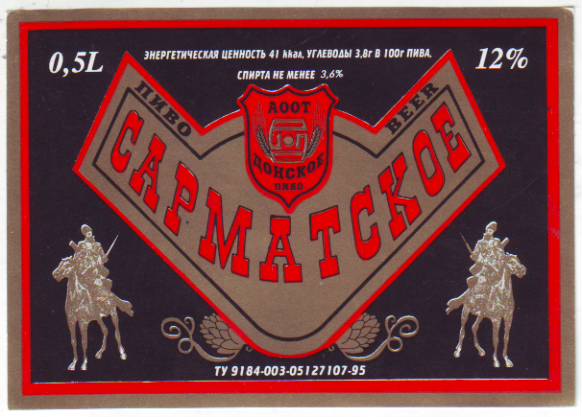 0,5L
ЭНЕРГЕТИЧЕСКАЯ ЦЕННОСТЬ 41 ккал, УГЛЕВОДЫ 3,8г В 100г ПИВА,
12%
СПИРТА НЕ МЕНЕЕ 3,6%
ПИВО
BEER
АООТ
ДОНСКОЕ
ПИВО
САРМАТСКОЕ
ТУ 9184-003-05127107-95